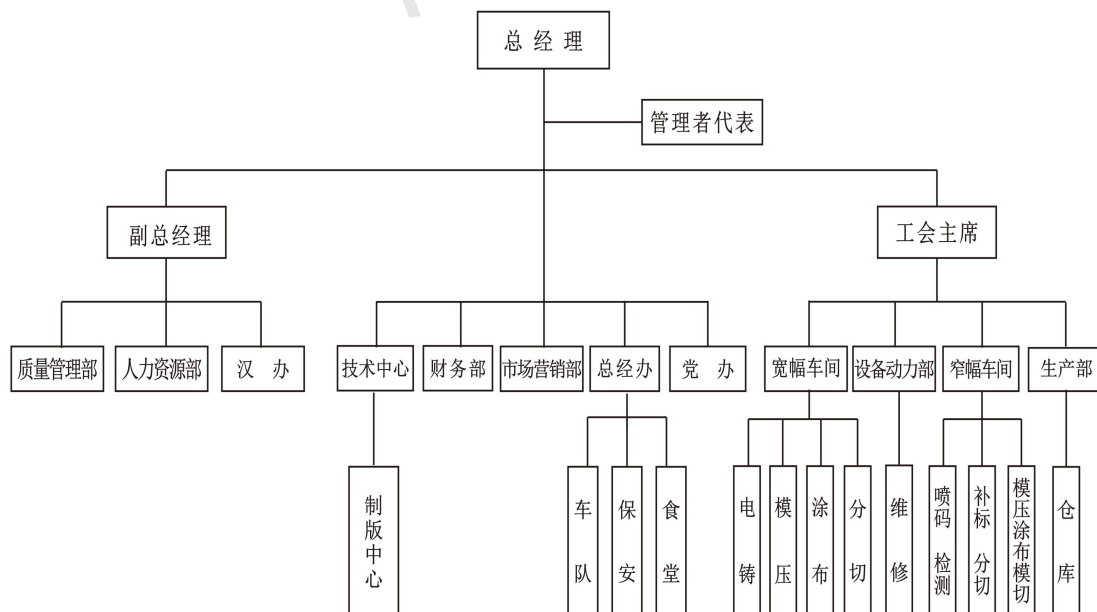 总经理
管理者代表
副总经理
工会主席
质量管理部
人力资源部
汉办
技术中心
财务部
市场营销部
总经办
党办
宽幅车间
设备动力部
窄幅车间
生产部
制版中心
车队
保安
食堂
电铸
模压
涂布
分切
维修
喷码检测
补标分切
模压涂布模切
仓库